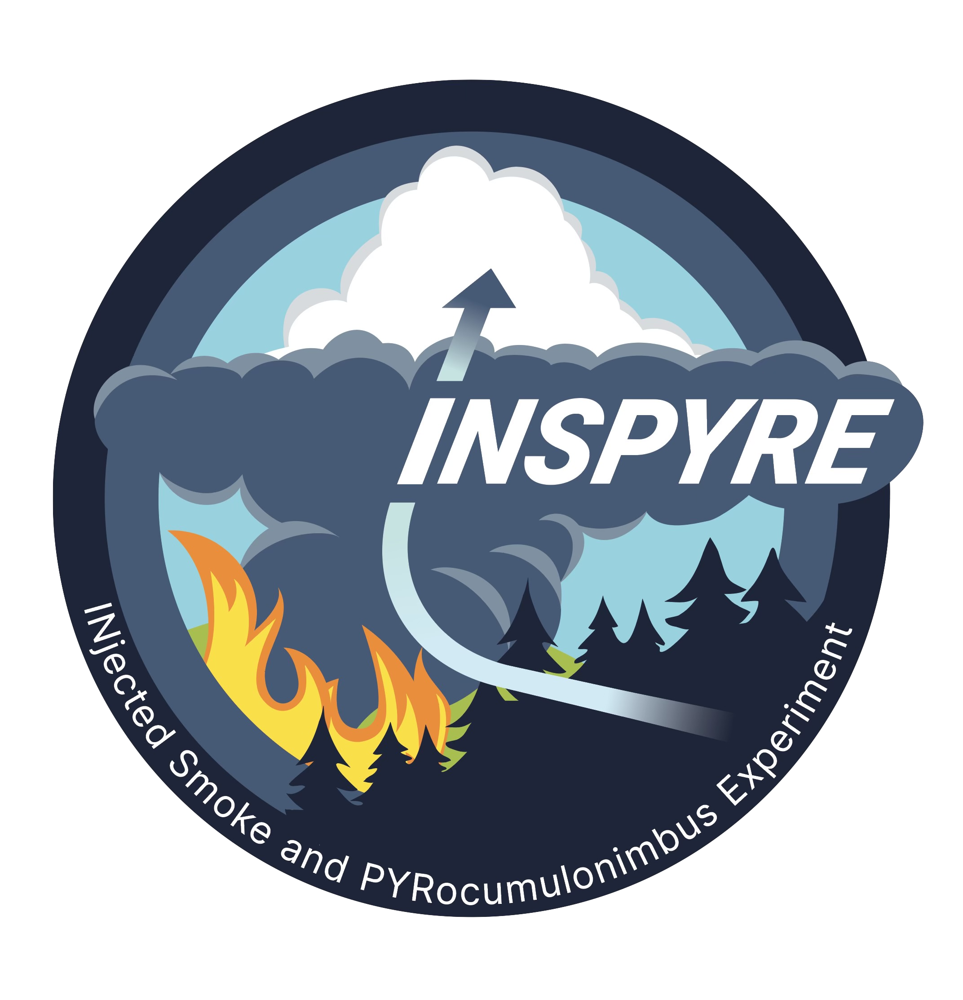 INSPYRE
INjected Smoke and PYRocumulonimbus Experiment